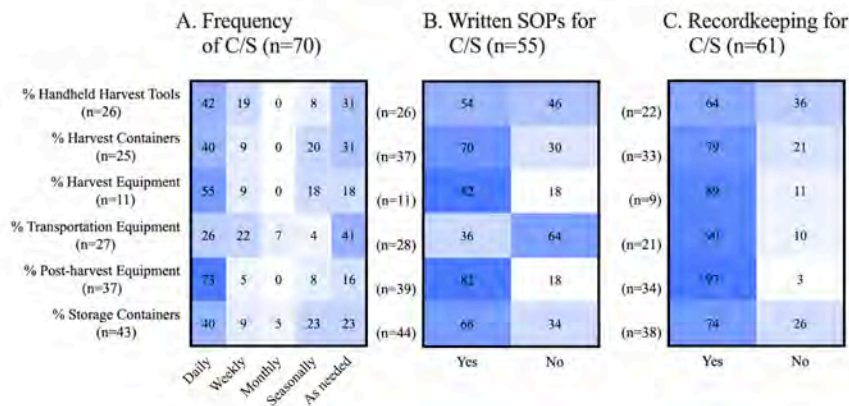 A. Frequency of C/S (n=70)
B. Written SOPs for C/S (n=55)
C. Recordkeeping for C/S (n=61)
% Handheld Harvest Tools (n=26) 42 19 0 8 31 (n=26) 54 46 (n=22) 64 36
% Harvest Containers (n=25) 40 9 0 20 31 (n=37) 70 30 (n=33) 79 21
% Harvest Equipment (n=11) 55 9 0 18 18 (n=11) 82 18 (n=9) 89 11
% Transportation Equipment (n=27) 26 22 7 4 41 (n=28) 36 64 (n=21) 90 10
% Post-harvest Equipment (n=37) 73 5 0 8 16 (n=39) 82 18 (n=34) 97 3
% Storage Containers (n=43) 40 9 5 23 23 (n=44) 66 34 (n=38) 74 26
Daily Weekly Monthly Seasonally As needed
Yes No
Yes No